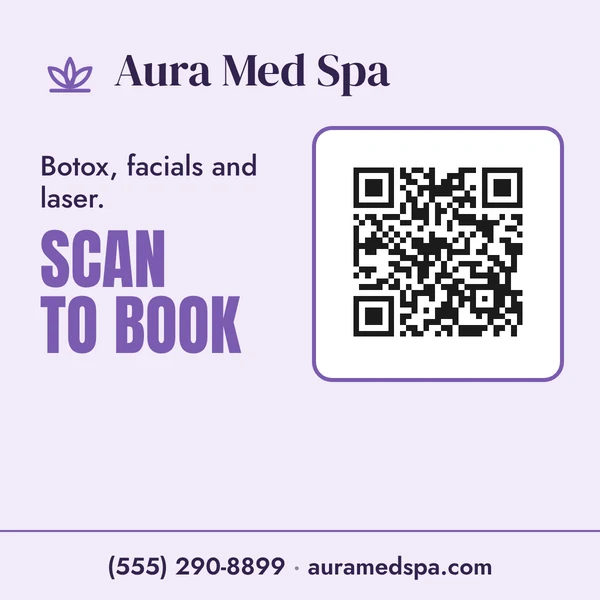 Aura Med Spa
Botox, facials and
laser.
SCAN
TO BOOK
(555) 290-8899 · auramedspa.com